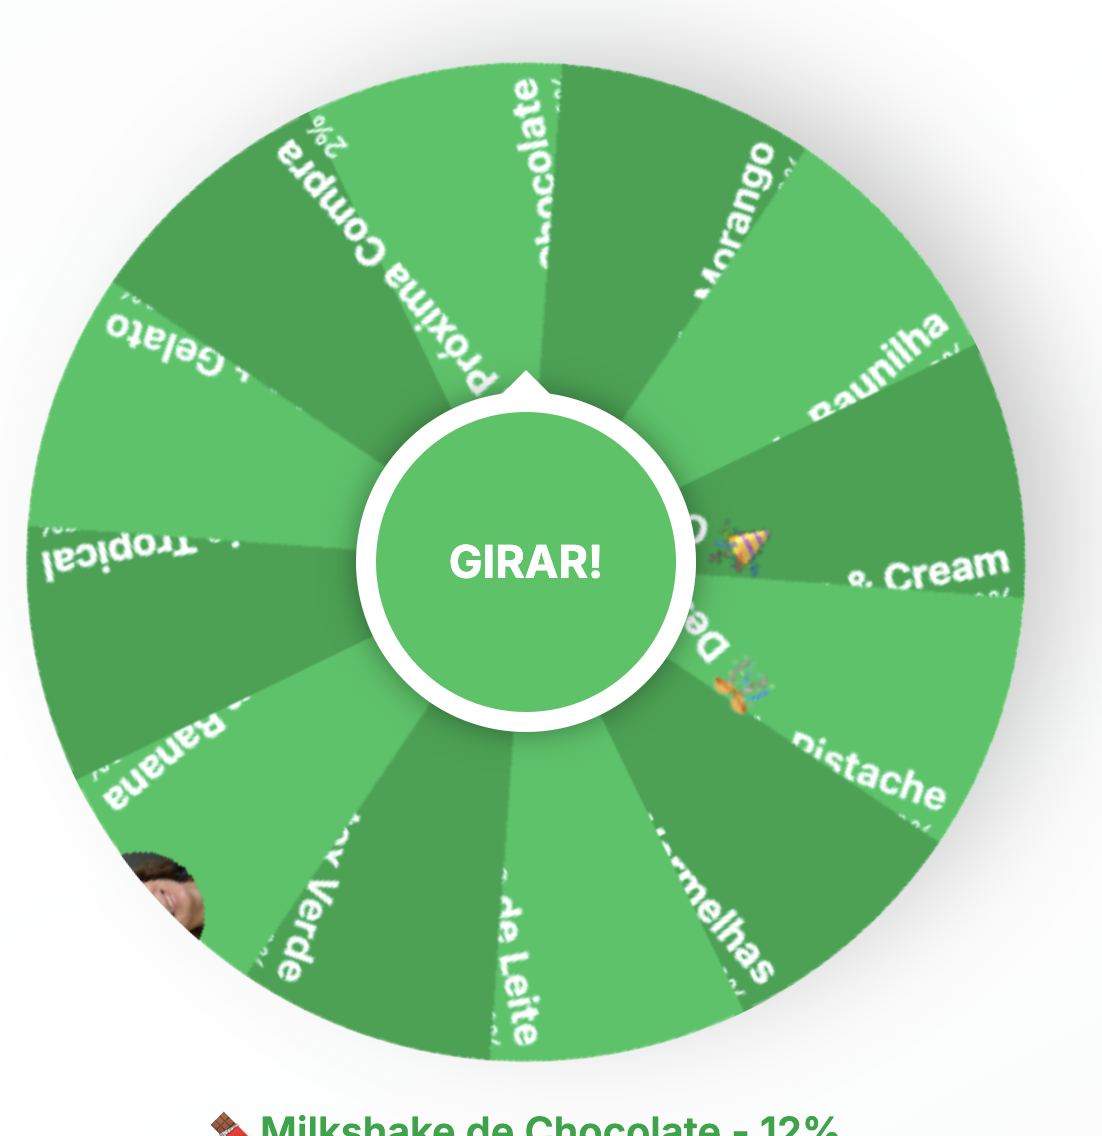 chocolate
Morango
Baunilha
& Cream
Pistache
Vermelhas
de Leite
Verde
Banana
Tropical
Gelato
Próxima Compra
2%
De
GIRAR!
Milkshake de Chocolate - 12%